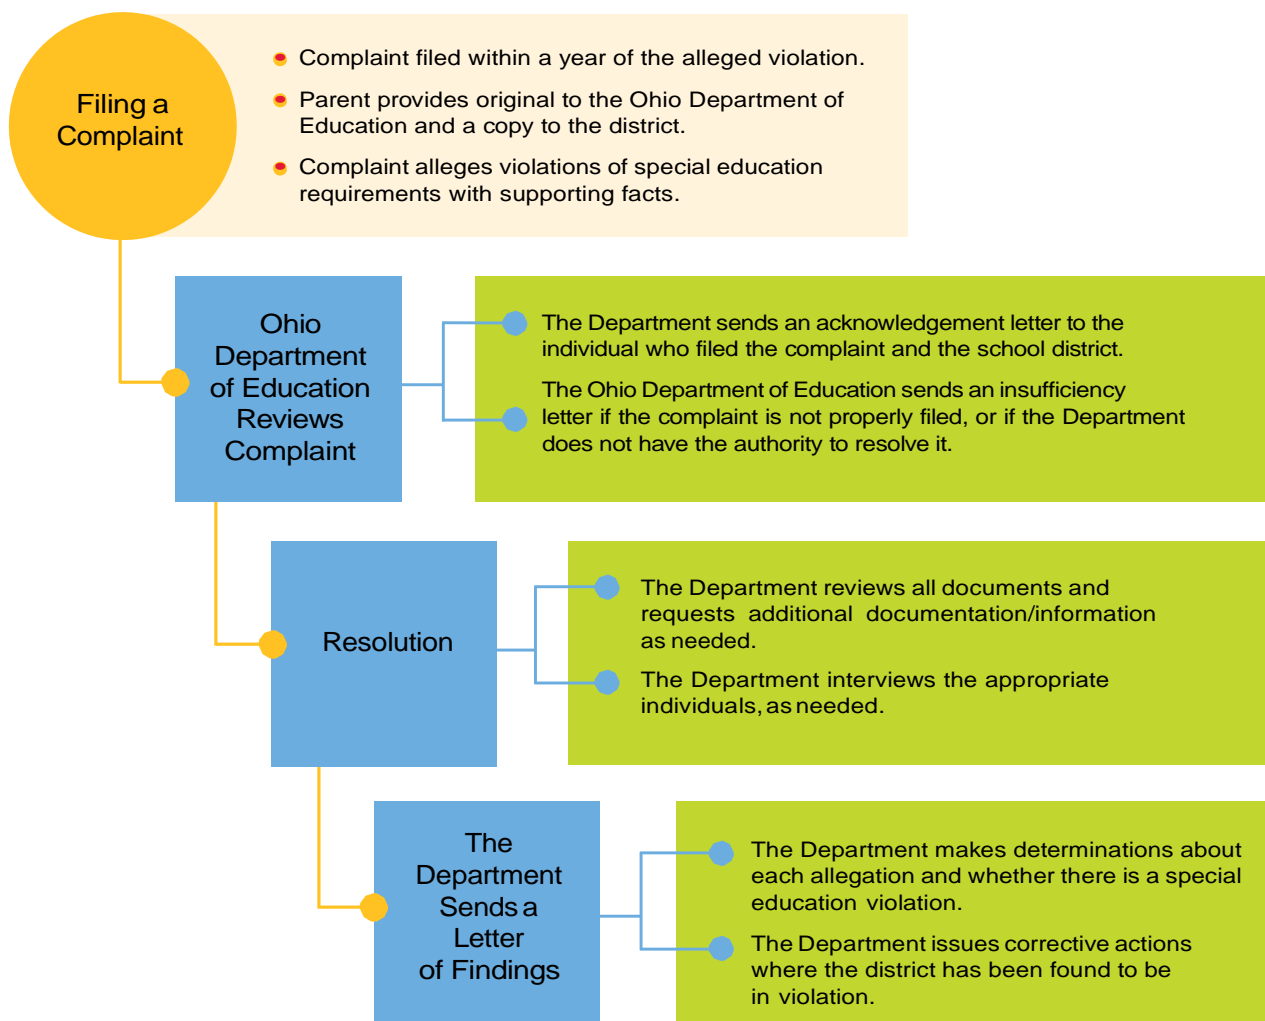 Filing a
Complaint
Complaint filed within a year of the alleged violation.
Parent provides original to the Ohio Department of
Education and a copy to the district.
Complaint alleges violations of special education
requirements with supporting facts.
Ohio
Department
of Education
Reviews
Complaint
The Department sends an acknowledgement letter to the
individual who filed the complaint and the school district.
The Ohio Department of Education sends an insufficiency
letter if the complaint is not properly filed, or if the Department
does not have the authority to resolve it.
Resolution
The Department reviews all documents and
requests additional documentation/information
as needed.
The Department interviews the appropriate
individuals, as needed.
The
Department
Sends a
Letter
of Findings
The Department makes determinations about
each allegation and whether there is a special
education violation.
The Department issues corrective actions
where the district has been found to be
in violation.